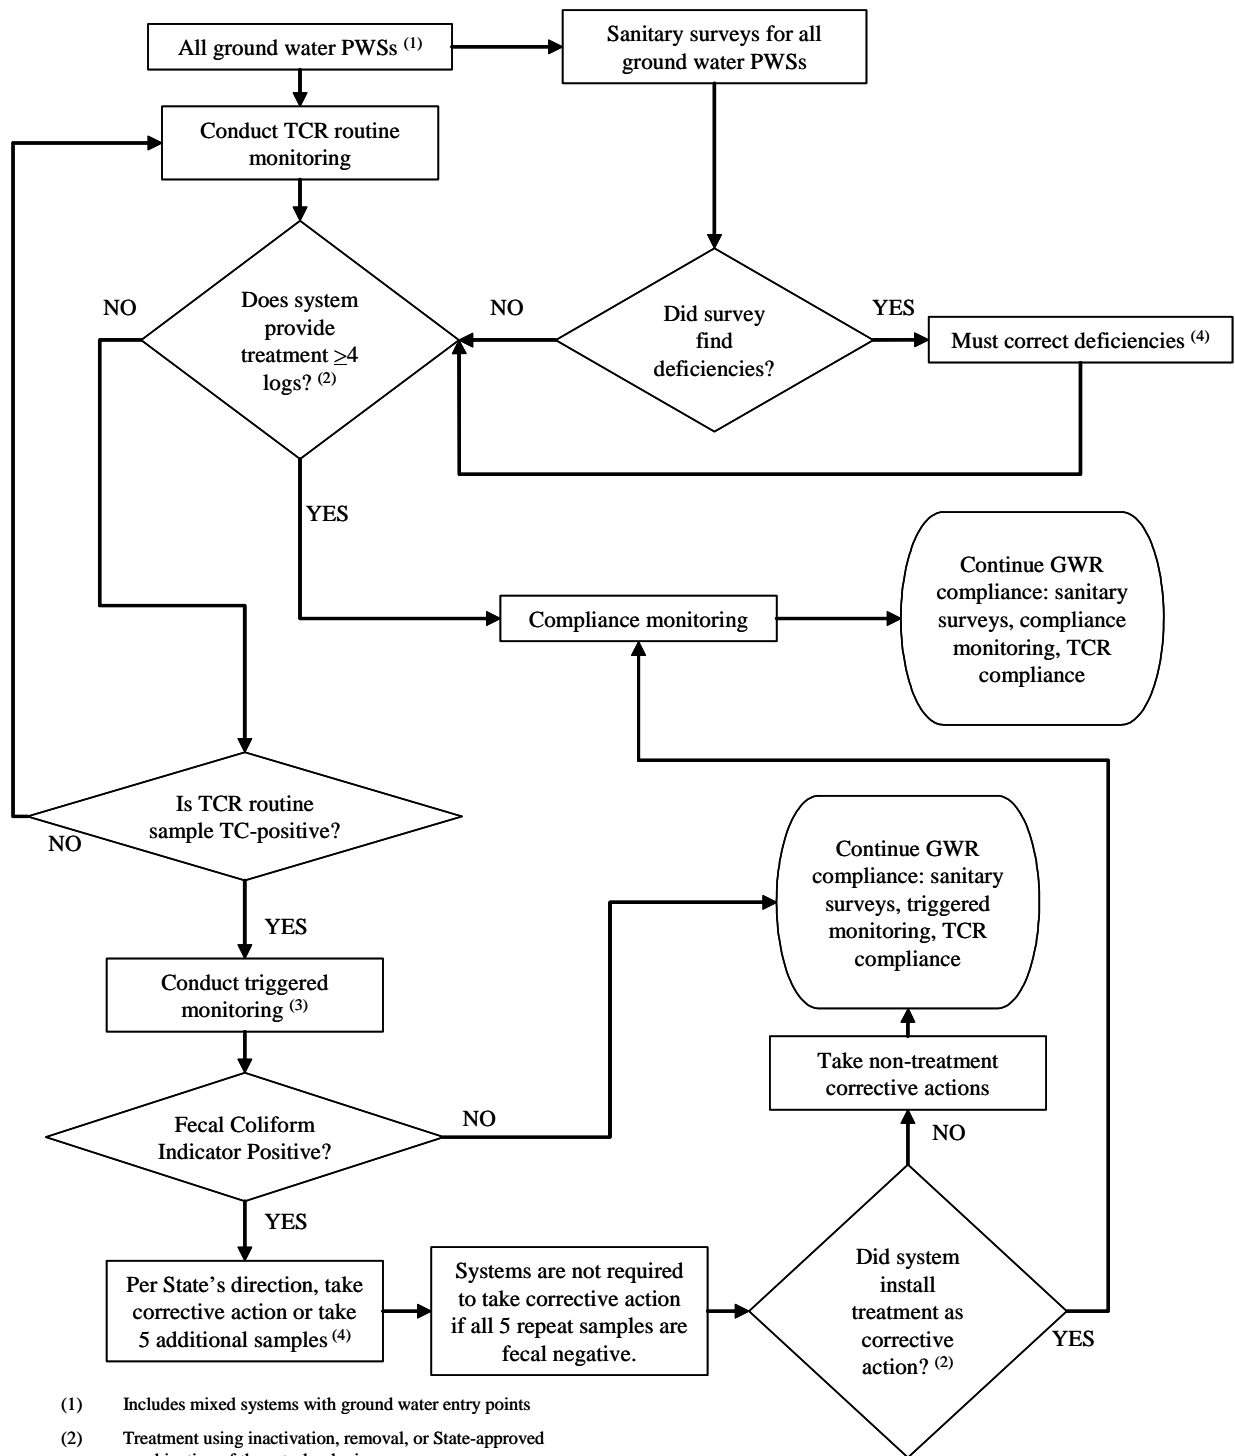 All ground water PWSs (1)
Sanitary surveys for all
ground water PWSs
Conduct TCR routine
monitoring
NO
Does system
provide
treatment ≥4
logs? (2)
NO
Did survey
find
deficiencies?
YES
Must correct deficiencies (4)
YES
Compliance monitoring
Continue GWR
compliance: sanitary
surveys, compliance
monitoring, TCR
compliance
Is TCR routine
sample TC-positive?
NO
YES
Conduct triggered
monitoring (3)
Continue GWR
compliance: sanitary
surveys, triggered
monitoring, TCR
compliance
Fecal Coliform
Indicator Positive?
NO
Take non-treatment
corrective actions
NO
YES
Per State’s direction, take
corrective action or take
5 additional samples (4)
Systems are not required
to take corrective action
if all 5 repeat samples are
fecal negative.
Did system
install
treatment as
corrective
action? (2)
YES
(1) Includes mixed systems with ground water entry points
(2) Treatment using inactivation, removal, or State-approved